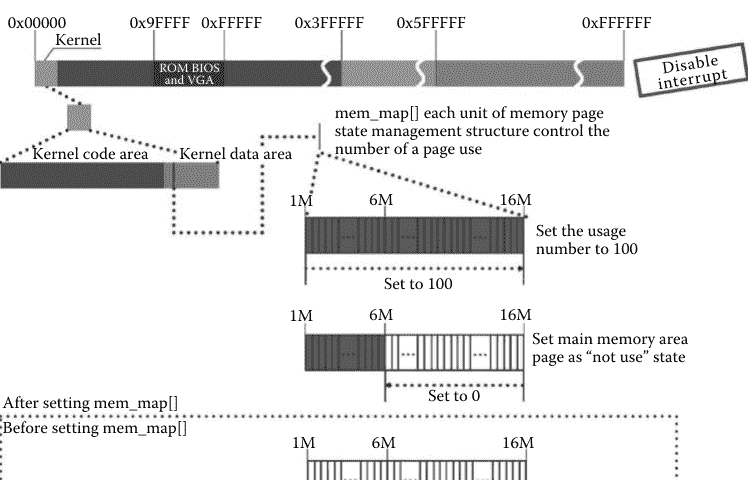 0x00000 0x9FFFF 0xFFFFF 0x3FFFFF 0x5FFFFF 0xFFFFFF
Kernel
ROM BIOS
and VGA
Disable
interrupt
mem_map[] each unit of memory page
state management structure control the
number of a page use
Kernel code area Kernel data area
1M 6M 16M
Set the usage
number to 100
Set to 100
1M 6M 16M
Set main memory area
page as “not use” state
Set to 0
After setting mem_map[]
Before setting mem_map[]
1M 6M 16M